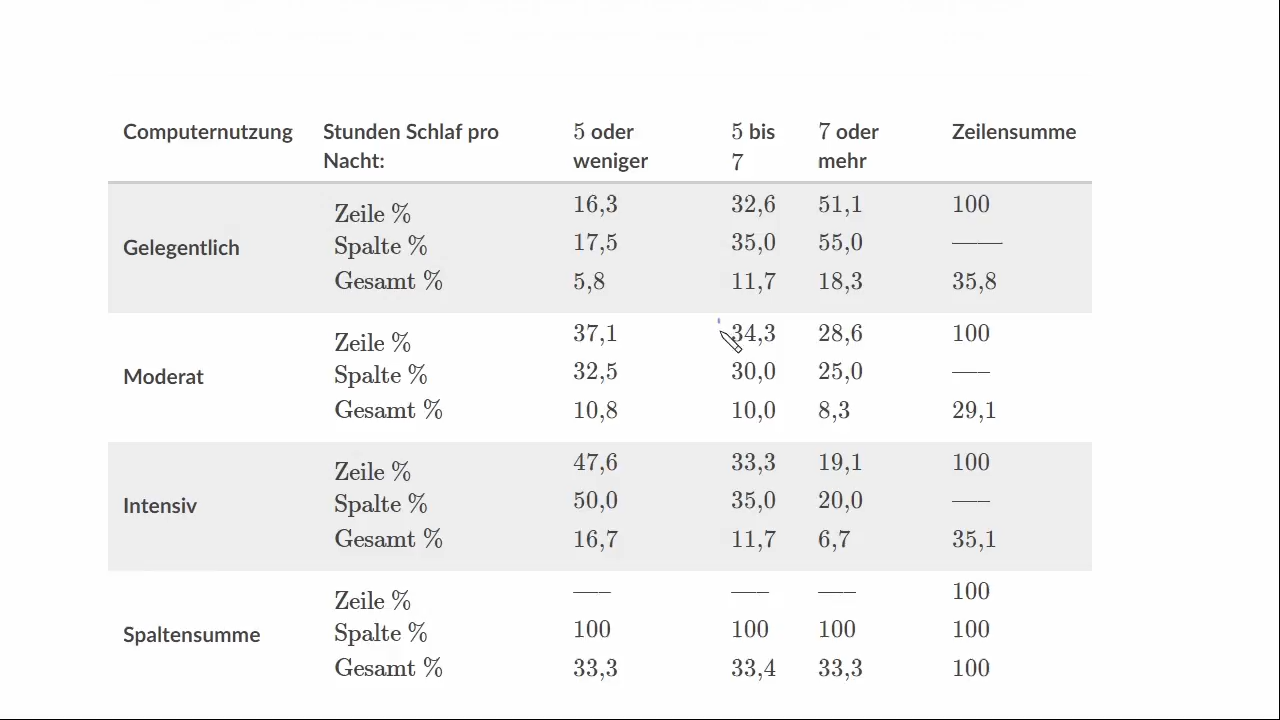 Computernutzung Stunden Schlaf pro Nacht: 5 oder weniger 5 bis 7 7 oder mehr Zeilensumme
Gelegentlich
Zeile % 16,3 32,6 51,1 100
Spalte % 17,5 35,0 55,0 ——
Gesamt % 5,8 11,7 18,3 35,8
Moderat
Zeile % 37,1 34,3 28,6 100
Spalte % 32,5 30,0 25,0 ——
Gesamt % 10,8 10,0 8,3 29,1
Intensiv
Zeile % 47,6 33,3 19,1 100
Spalte % 50,0 35,0 20,0 ——
Gesamt % 16,7 11,7 6,7 35,1
Spaltensumme
Zeile % —— —— —— 100
Spalte % 100 100 100 100
Gesamt % 33,3 33,4 33,3 100